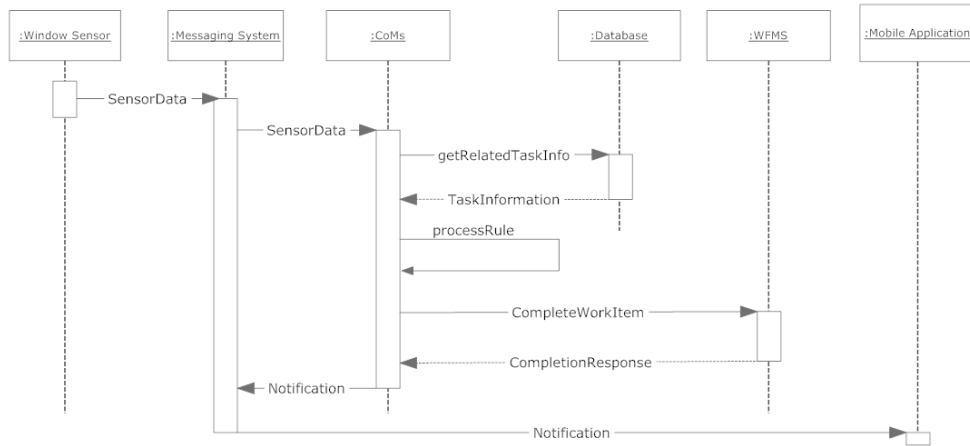 :Window Sensor
:Messaging System
:CoMs
:Database
:WFMS
:Mobile Application
SensorData
SensorData
getRelatedTaskInfo
TaskInformation
processRule
CompleteWorkItem
CompletionResponse
Notification
Notification